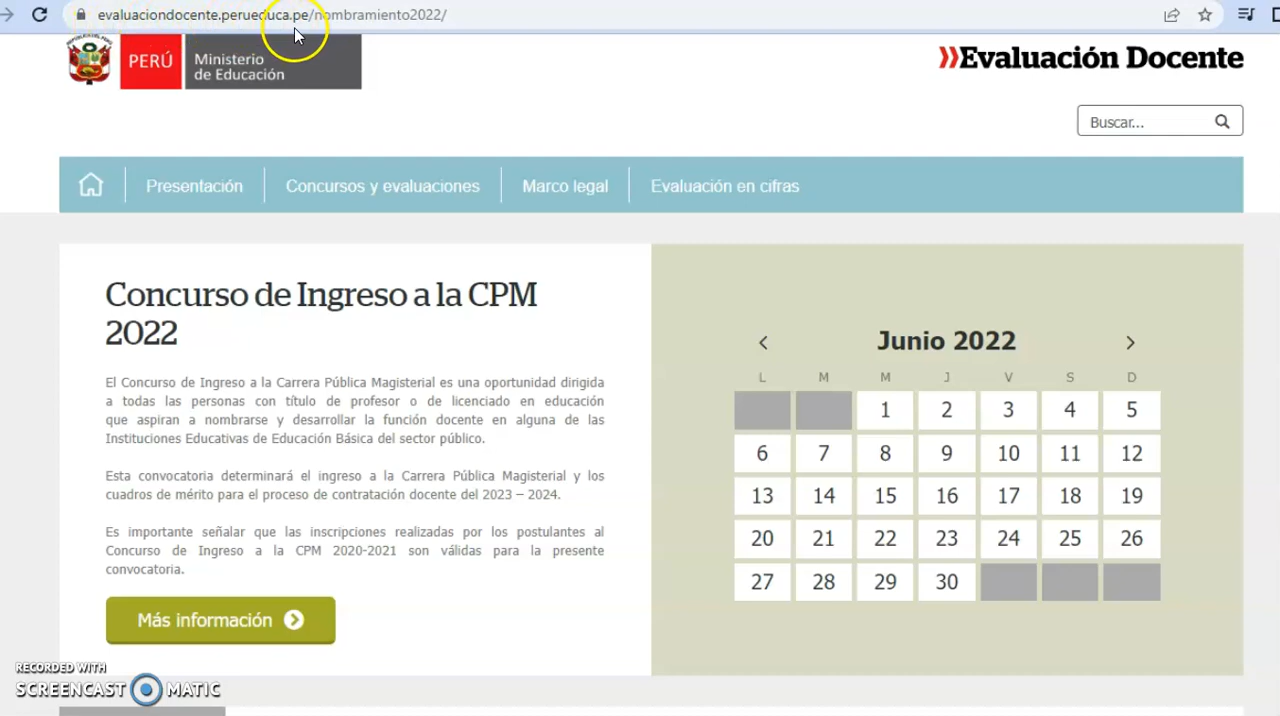 evaluaciondocente.perueduca.pe/nombramiento2022/
PERÚ
Ministerio
de Educación
Evaluación Docente
Buscar...
Presentación
Concursos y evaluaciones
Marco legal
Evaluación en cifras
Concurso de Ingreso a la CPM
2022
El Concurso de Ingreso a la Carrera Pública Magisterial es una oportunidad dirigida
a todas las personas con título de profesor o de licenciado en educación
que aspiran a nombrarse y desarrollar la función docente en alguna de las
Instituciones Educativas de Educación Básica del sector público.
Esta convocatoria determinará el ingreso a la Carrera Pública Magisterial y los
cuadros de mérito para el proceso de contratación docente del 2023 – 2024.
Es importante señalar que las inscripciones realizadas por los postulantes al
Concurso de Ingreso a la CPM 2020-2021 son válidas para la presente
convocatoria.
Más información
Junio 2022
L M M J V S D
1 2 3 4 5
6 7 8 9 10 11 12
13 14 15 16 17 18 19
20 21 22 23 24 25 26
27 28 29 30
RECORDED WITH
SCREENCAST MATIC